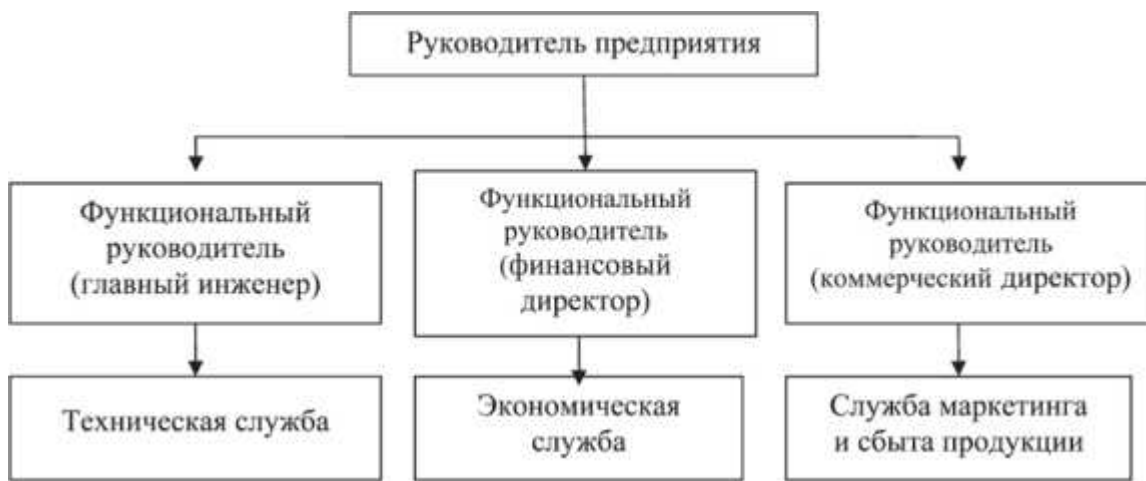 Руководитель предприятия
Функциональный
руководитель
(главный инженер)
Функциональный
руководитель
(финансовый
директор)
Функциональный
руководитель
(коммерческий директор)
Техническая служба
Экономическая
служба
Служба маркетинга
и сбыта продукции